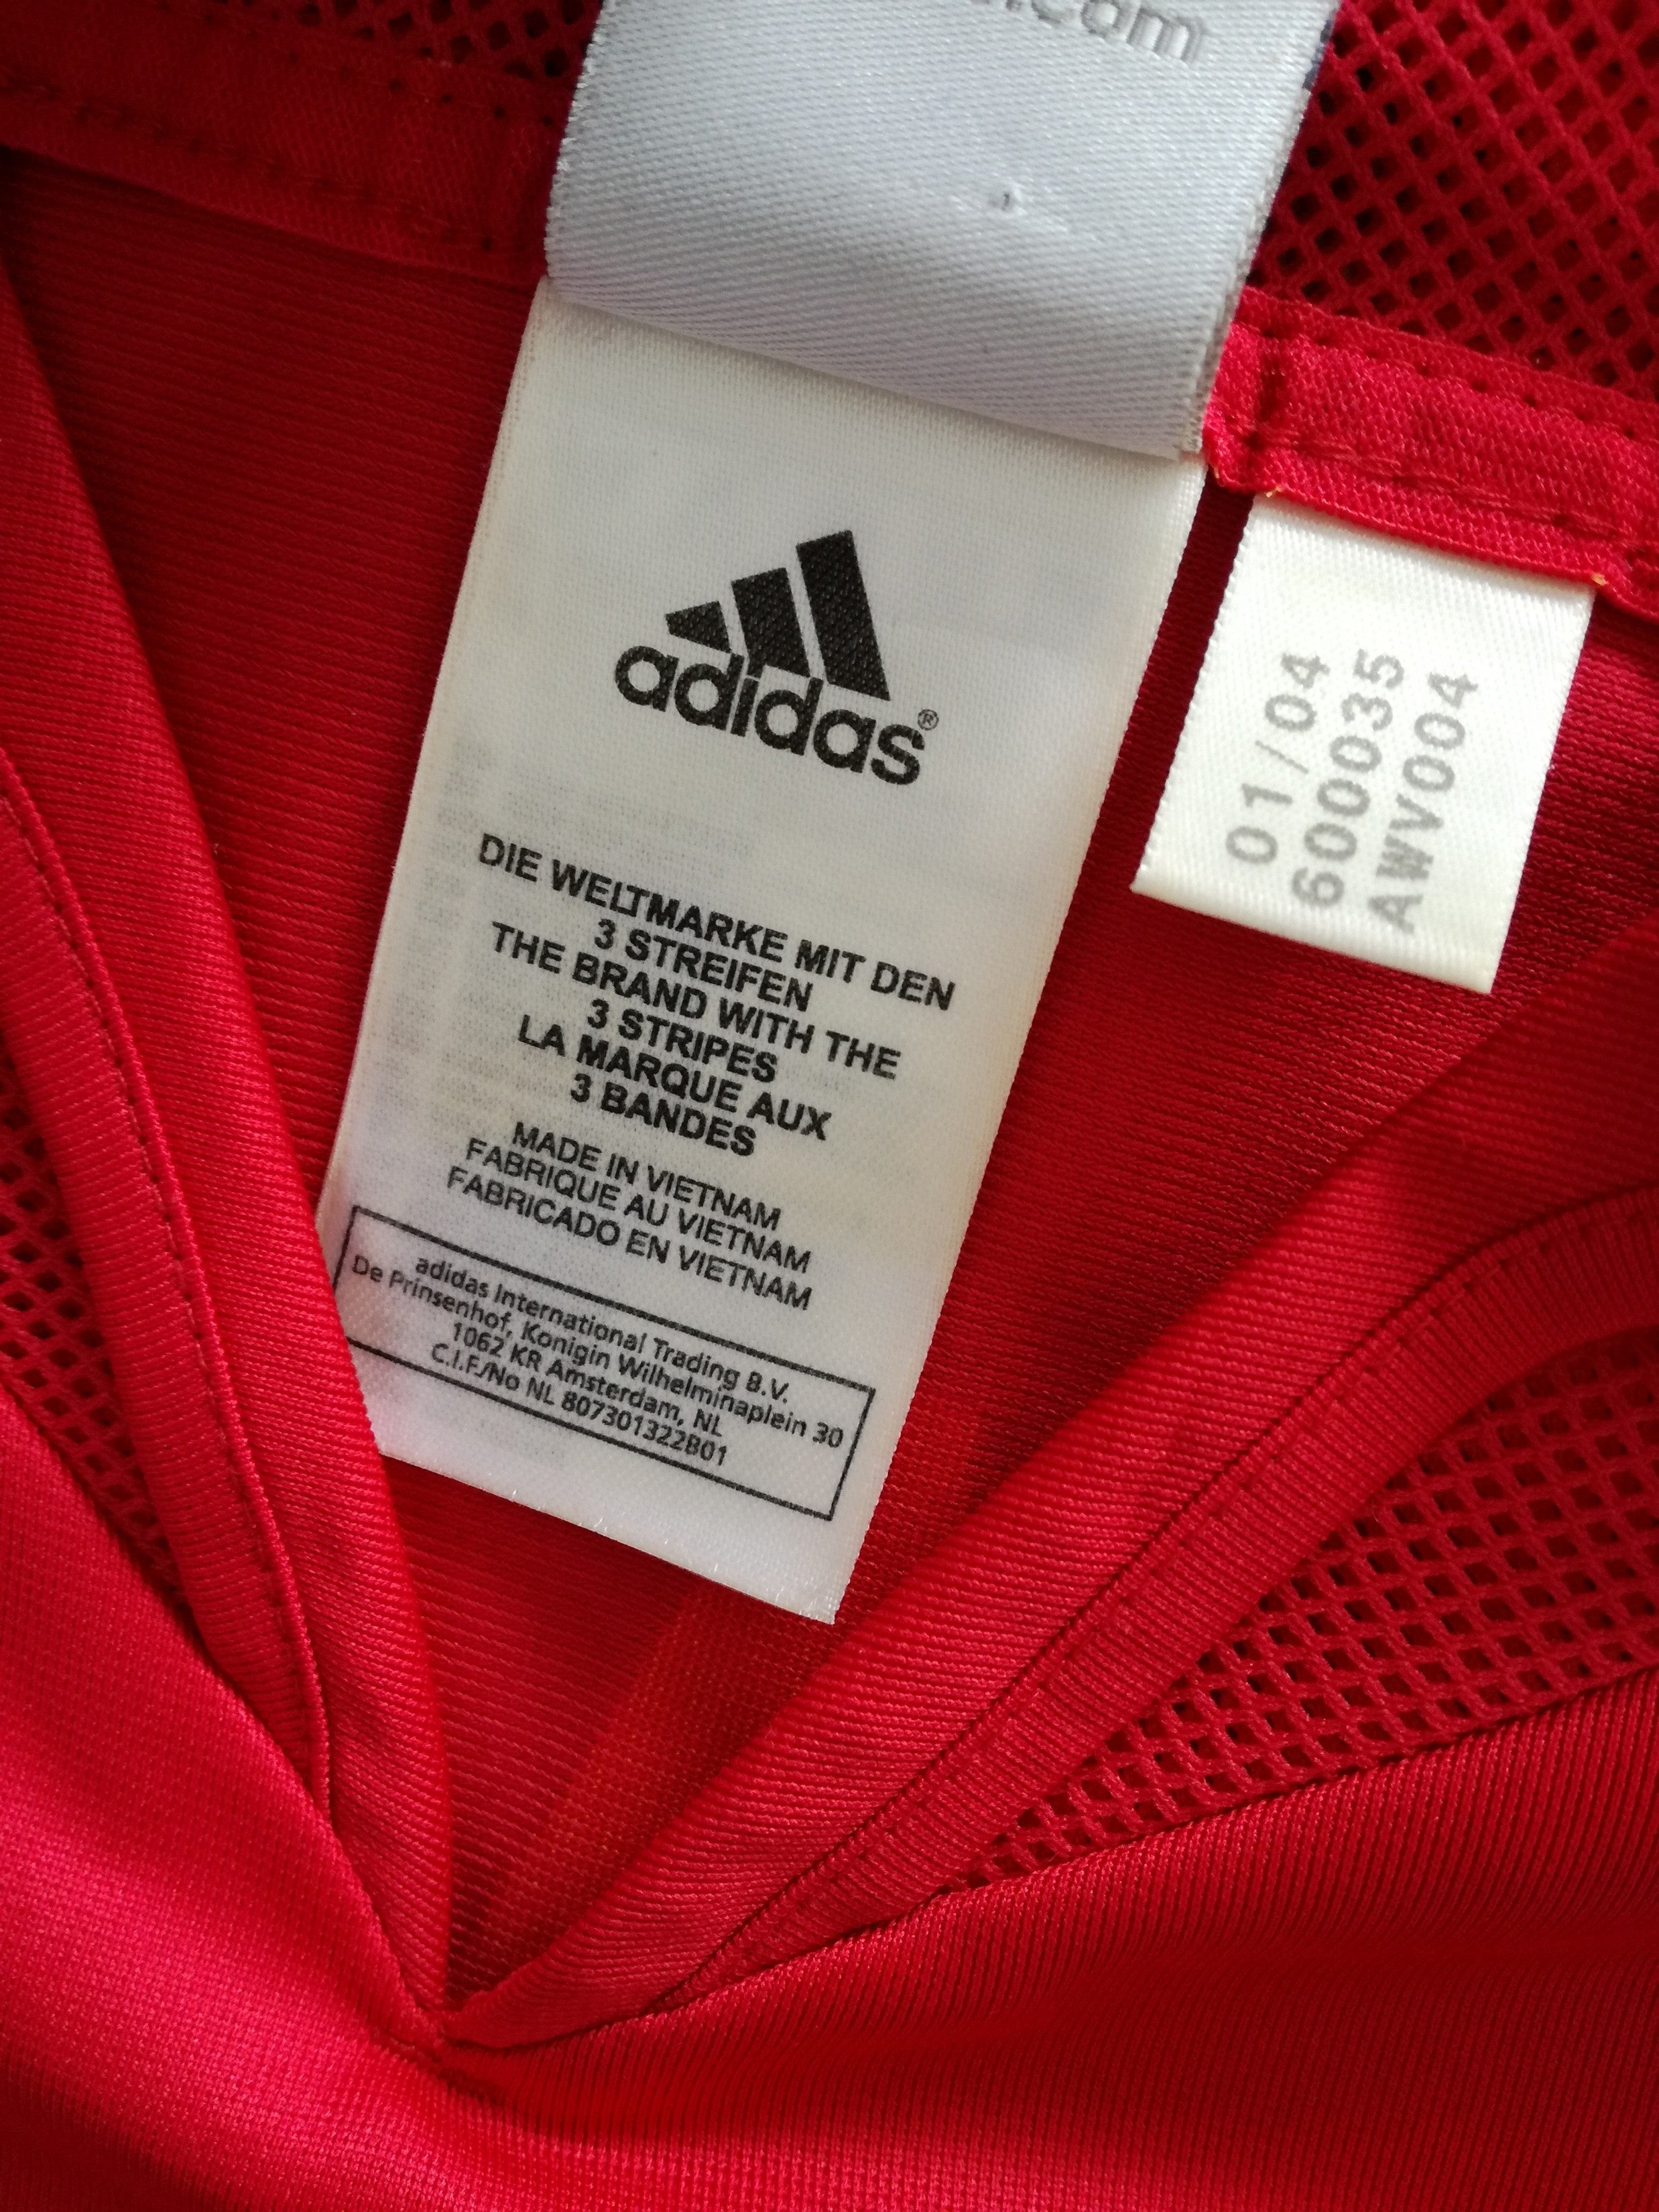 adidas®
DIE WELTMARKE MIT DEN
3 STREIFEN
THE BRAND WITH THE
3 STRIPES
LA MARQUE AUX
3 BANDES
MADE IN VIETNAM
FABRIQUE AU VIETNAM
FABRICADO EN VIETNAM
adidas International Trading B.V.
De Prinsenhof, Konigin Wilhelminaplein 30
1062 KR Amsterdam, NL
C.I.F./No NL 807301322B01
01/04
600035
AWV004